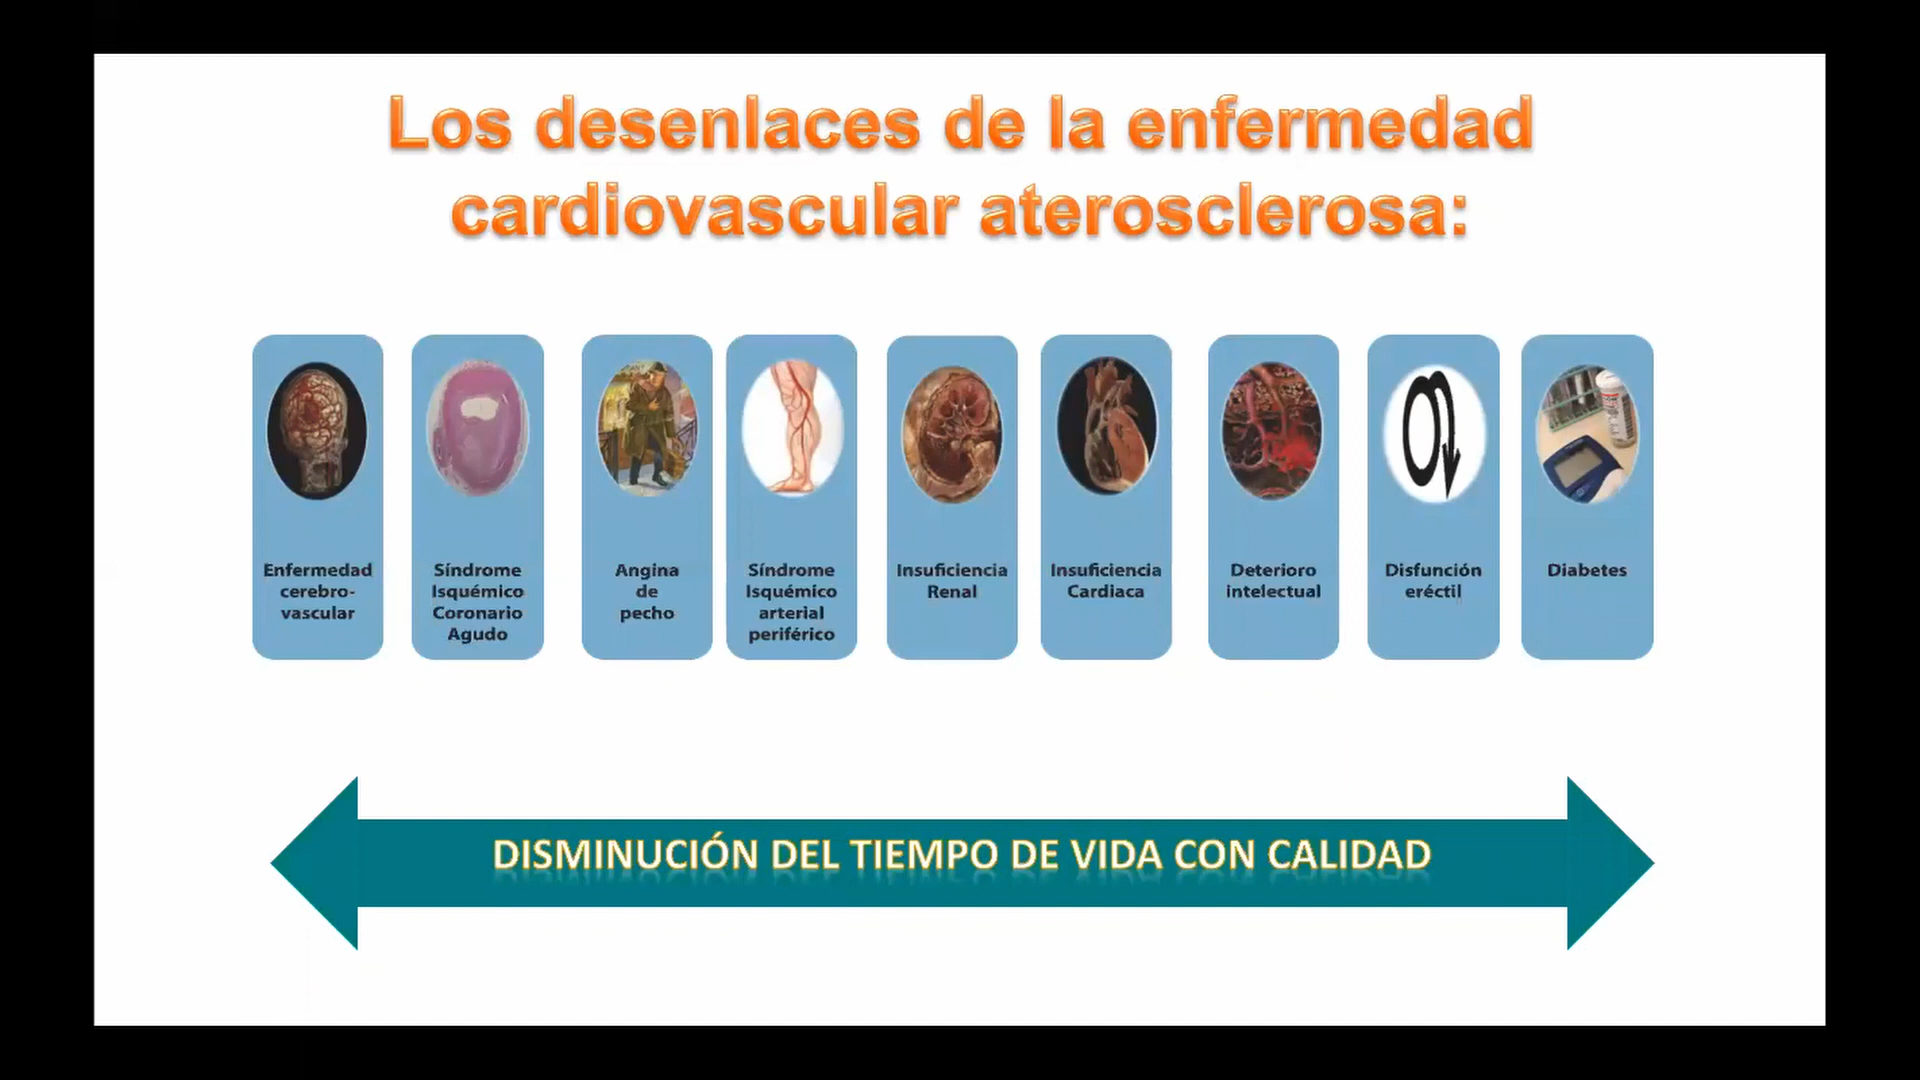 Los desenlaces de la enfermedad
cardiovascular aterosclerosa:
Enfermedad
cerebro-
vascular
Síndrome
Isquémico
Coronario
Agudo
Angina
de
pecho
Síndrome
Isquémico
arterial
periférico
Insuficiencia
Renal
Insuficiencia
Cardiaca
Deterioro
intelectual
Disfunción
eréctil
Diabetes
DISMINUCIÓN DEL TIEMPO DE VIDA CON CALIDAD